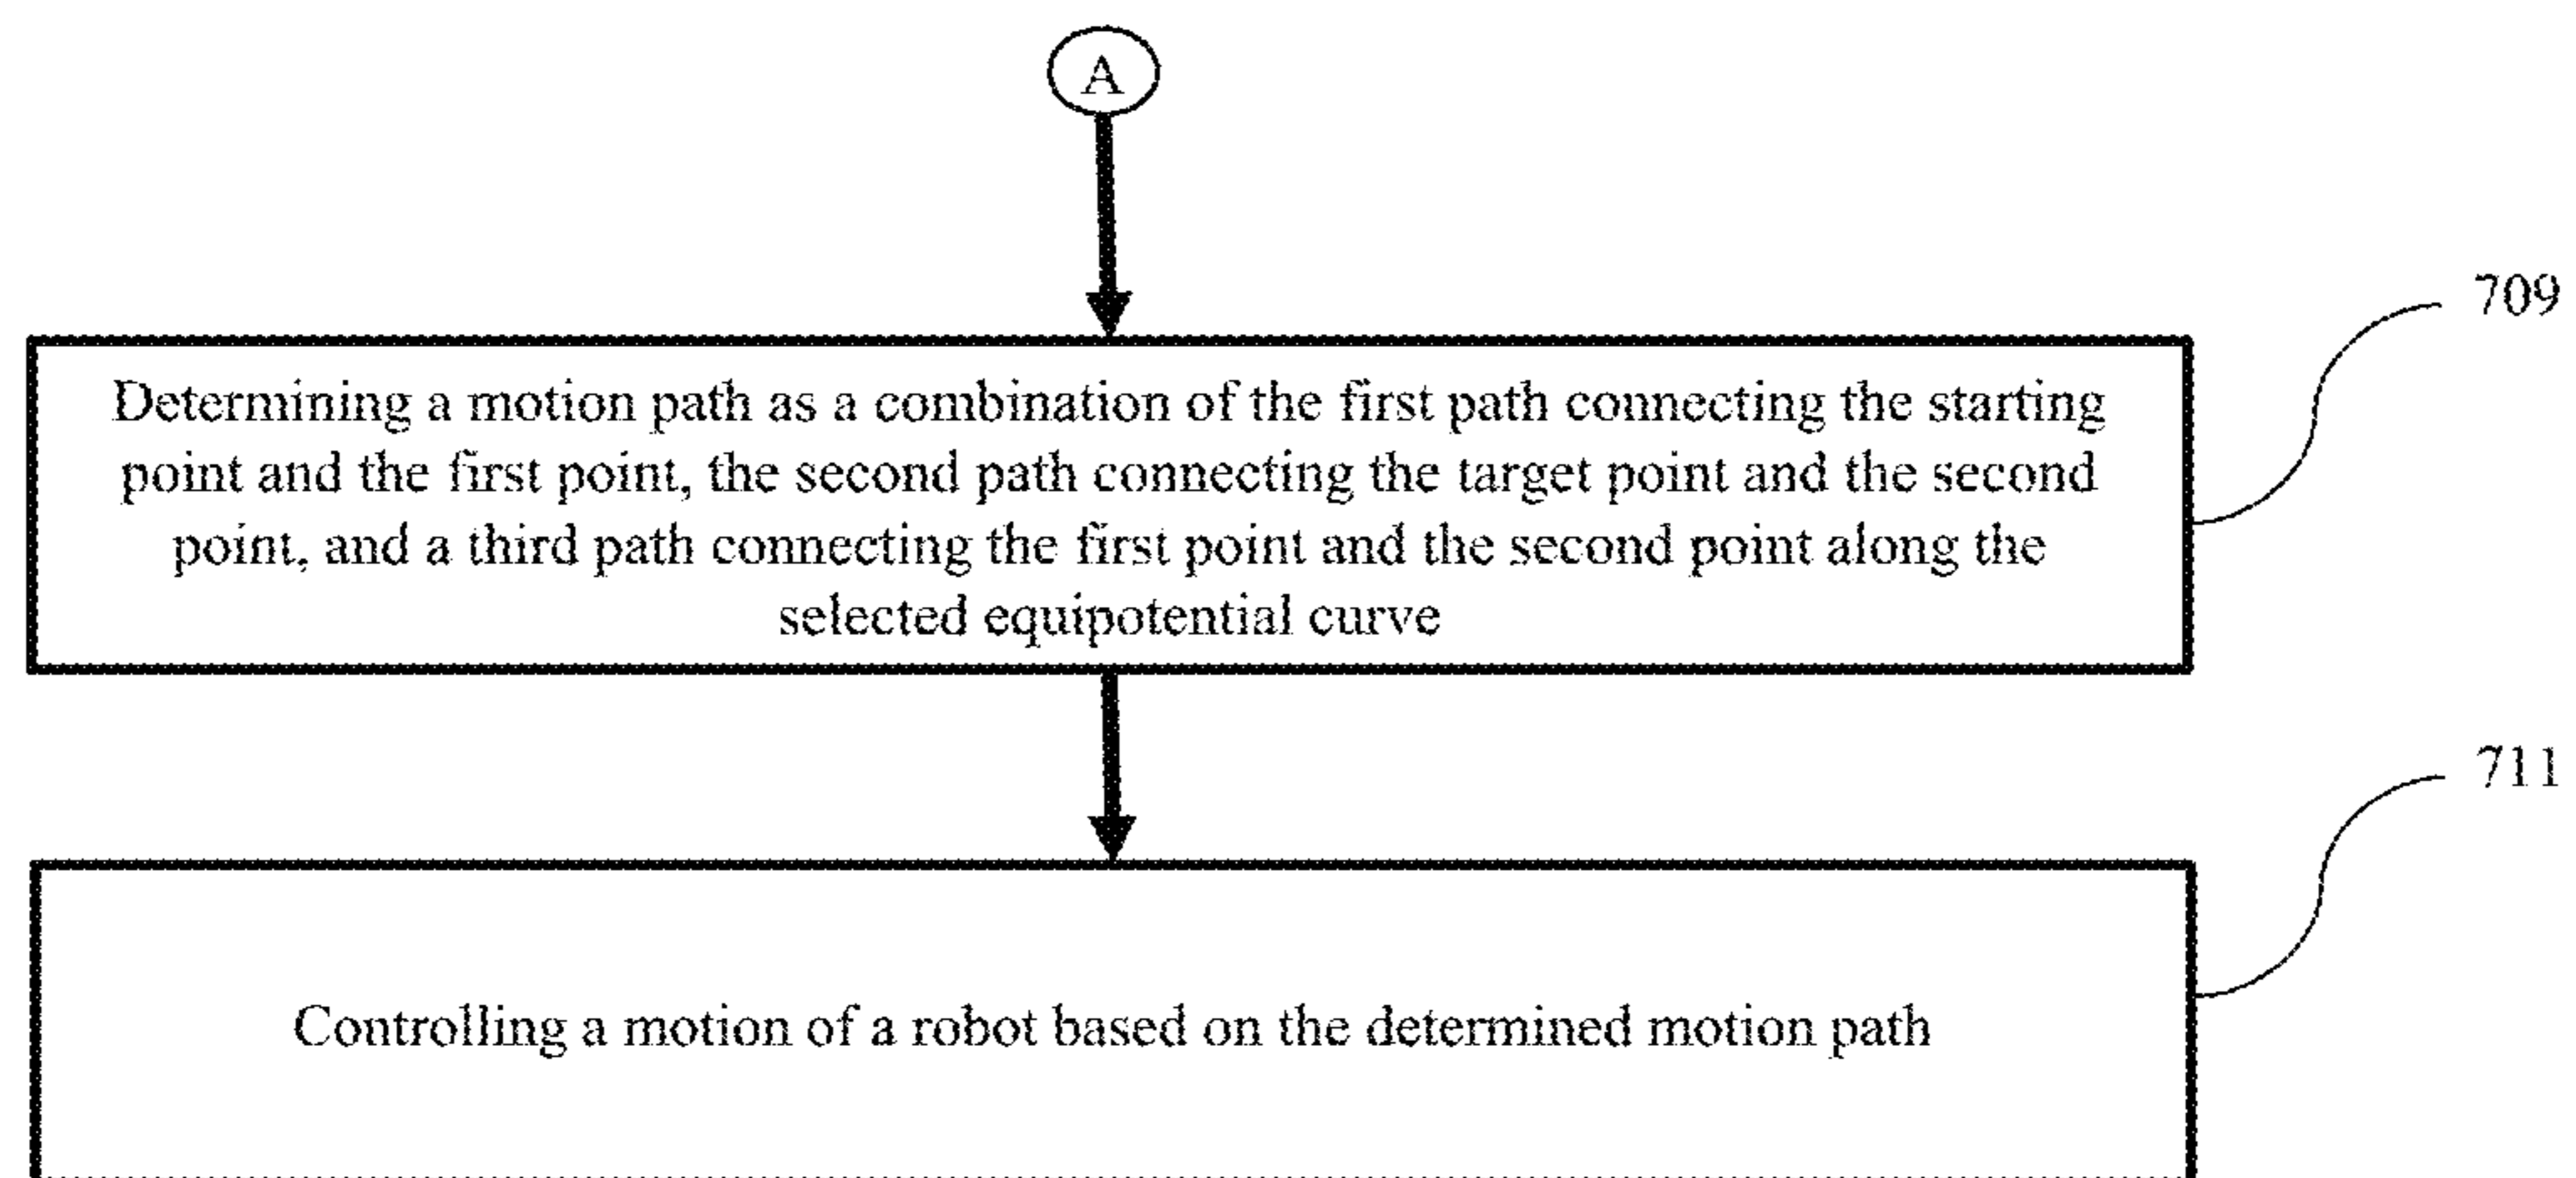 A
709
Determining a motion path as a combination of the first path connecting the starting
point and the first point, the second path connecting the target point and the second
point, and a third path connecting the first point and the second point along the
selected equipotential curve
711
Controlling a motion of a robot based on the determined motion path